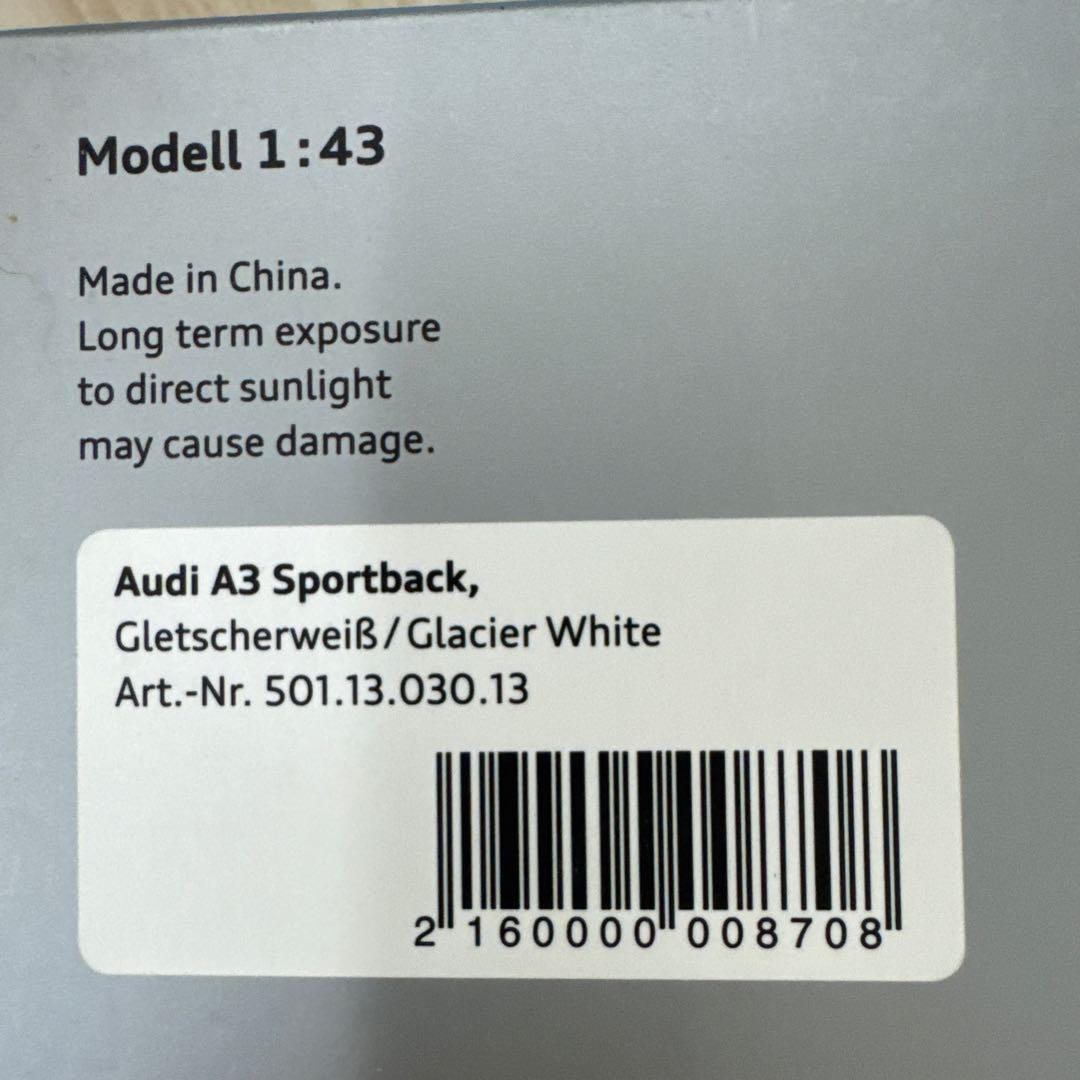 Modell 1:43
Made in China.
Long term exposure
to direct sunlight
may cause damage.
Audi A3 Sportback,
Gletscherweiß/Glacier White
Art.-Nr. 501.13.030.13
2 160000 008708